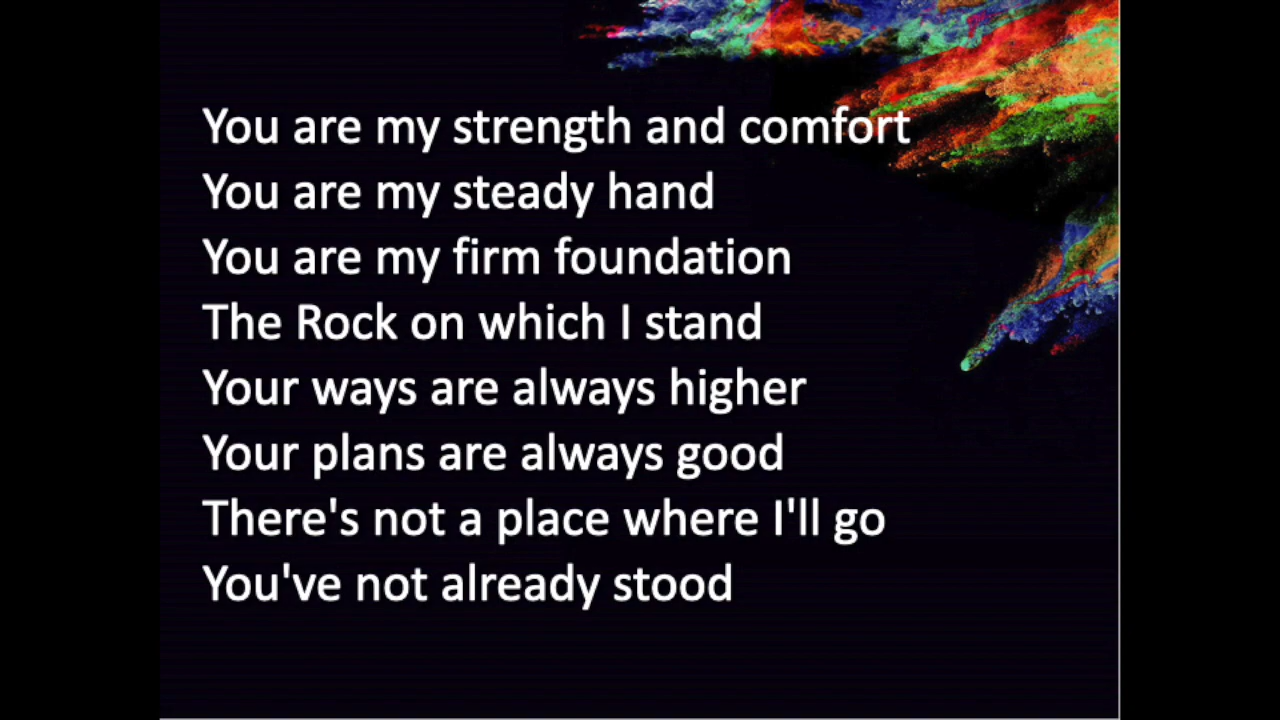 You are my strength and comfort
You are my steady hand
You are my firm foundation
The Rock on which I stand
Your ways are always higher
Your plans are always good
There's not a place where I'll go
You've not already stood